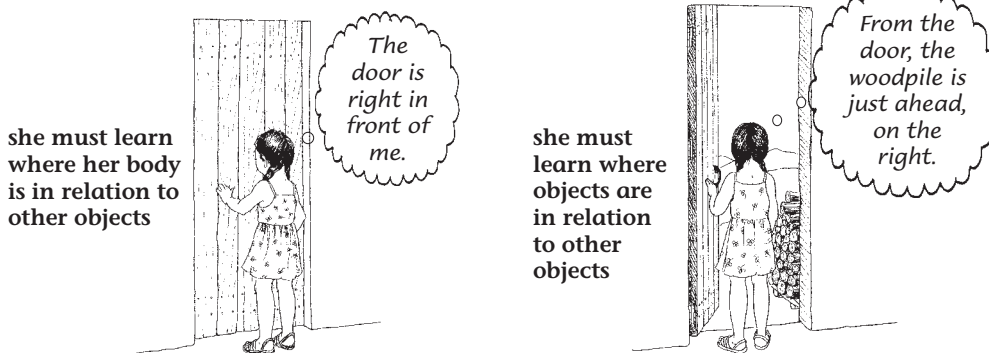 she must learn
where her body
is in relation to
other objects
The
door is
right in
front of
me.
she must
learn where
objects are
in relation
to other
objects
From the
door, the
woodpile is
just ahead,
on the
right.